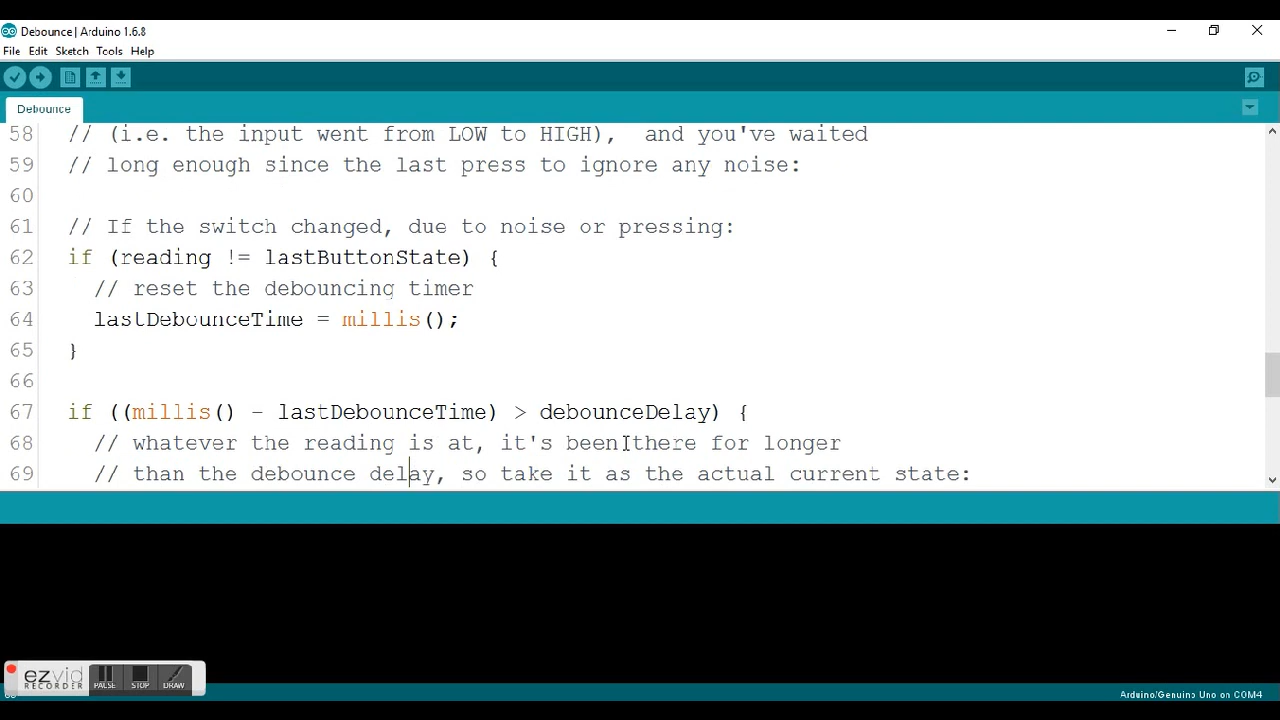 Debounce | Arduino 1.6.8
File Edit Sketch Tools Help
Debounce
58 // (i.e. the input went from LOW to HIGH), and you've waited
59 // long enough since the last press to ignore any noise:
60
61 // If the switch changed, due to noise or pressing:
62 if (reading != lastButtonState) {
63 // reset the debouncing timer
64 lastDebounceTime = millis();
65 }
66
67 if ((millis() - lastDebounceTime) > debounceDelay) {
68 // whatever the reading is at, it's been there for longer
69 // than the debounce delay, so take it as the actual current state:
ezvid
RECORDER
PAUSE STOP DRAW
Arduino/Genuino Uno on COM4